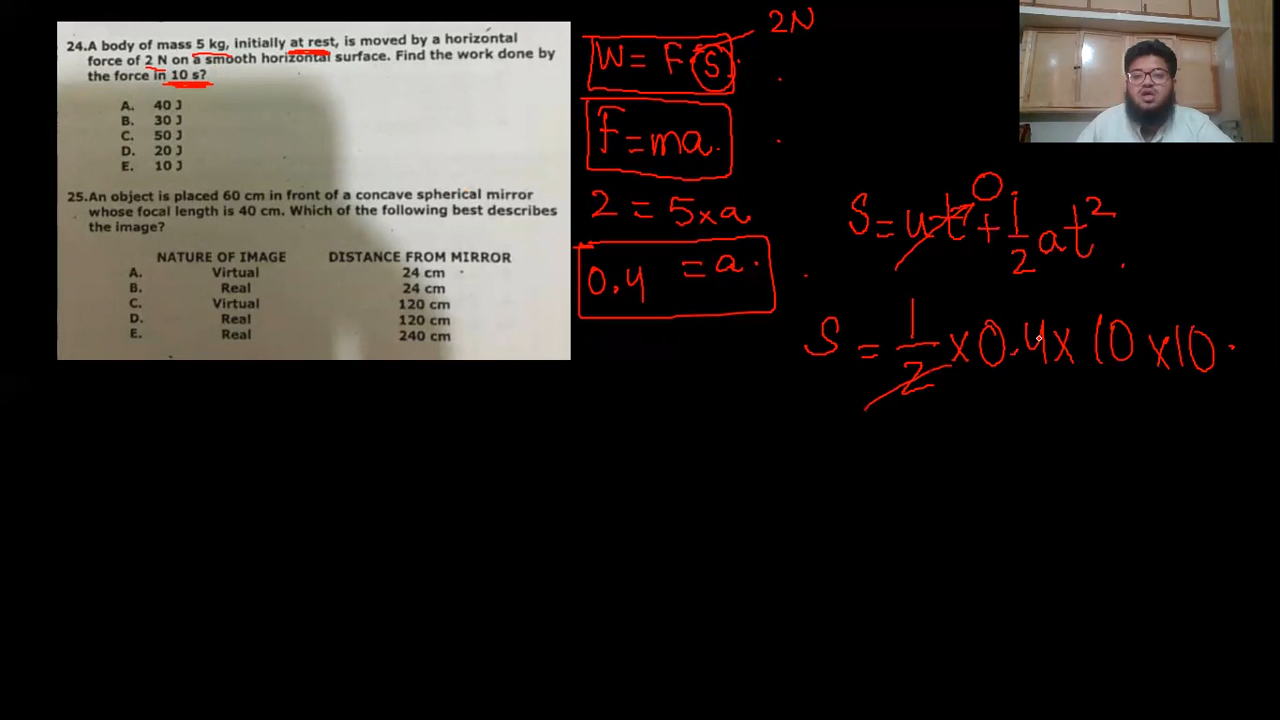 24.A body of mass 5 kg, initially at rest, is moved by a horizontal
force of 2 N on a smooth horizontal surface. Find the work done by
the force in 10 s?
A. 40 J
B. 30 J
C. 50 J
D. 20 J
E. 10 J
25.An object is placed 60 cm in front of a concave spherical mirror
whose focal length is 40 cm. Which of the following best describes
the image?
NATURE OF IMAGE DISTANCE FROM MIRROR
A. Virtual 24 cm
B. Real 24 cm
C. Virtual 120 cm
D. Real 120 cm
E. Real 240 cm
2N
W = F.S.
F = ma.
2 = 5×a
0.4 = a.
0
S = ut + 1/2 at²
S = 1/2 × 0.4 × 10 × 10.